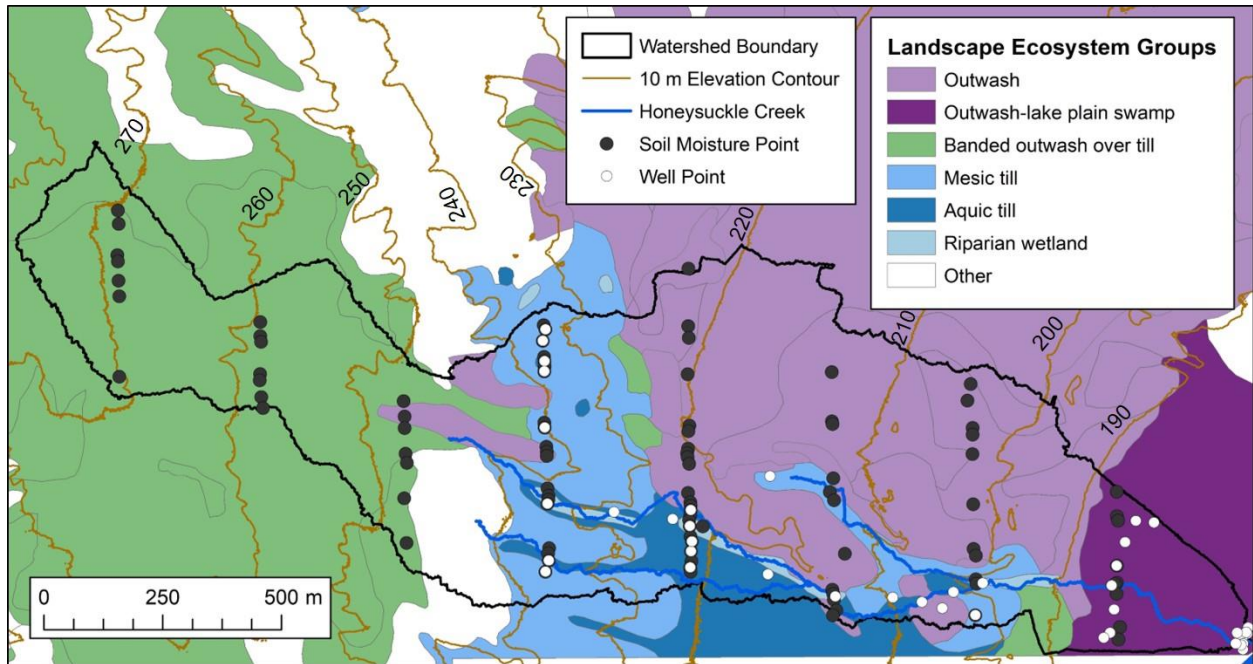 Watershed Boundary
10 m Elevation Contour
Honeysuckle Creek
Soil Moisture Point
Well Point
Landscape Ecosystem Groups
Outwash
Outwash-lake plain swamp
Banded outwash over till
Mesic till
Aquic till
Riparian wetland
Other
270
260
250
240
230
220
210
200
190
0 250 500 m